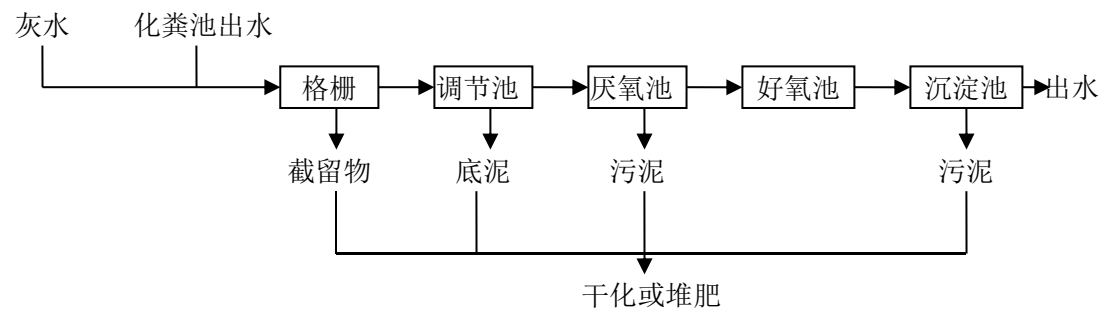 灰水 化粪池出水
格栅 调节池 厌氧池 好氧池 沉淀池 出水
截留物 底泥 污泥 污泥
干化或堆肥